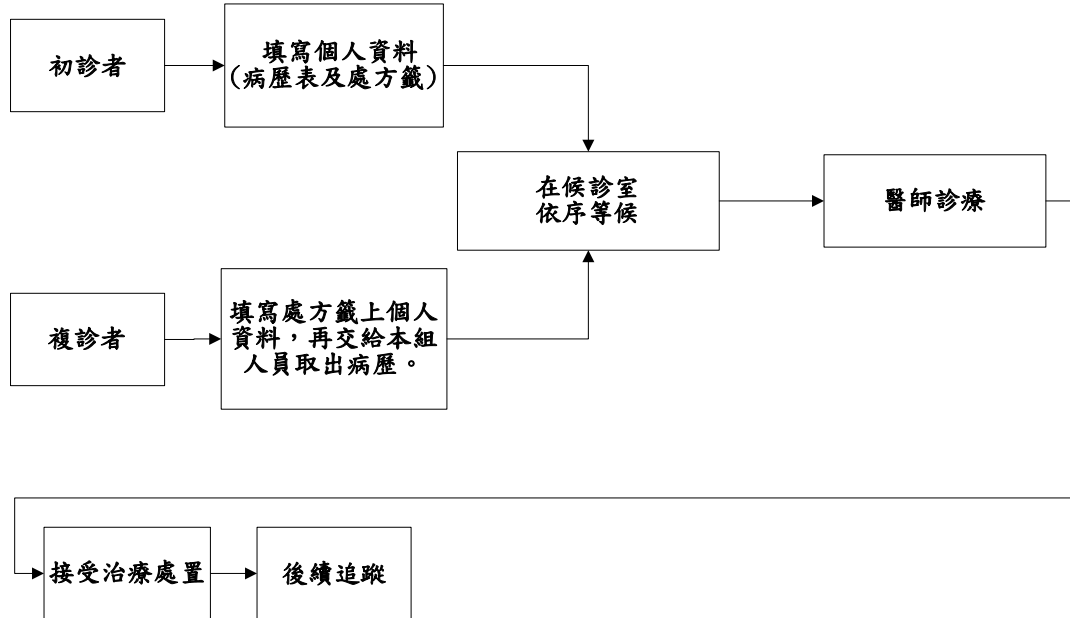 初診者
填寫個人資料
(病歷表及處方籤)
在候診室
依序等候
醫師診療
複診者
填寫處方籤上個人
資料，再交給本組
人員取出病歷。
接受治療處置
後續追蹤